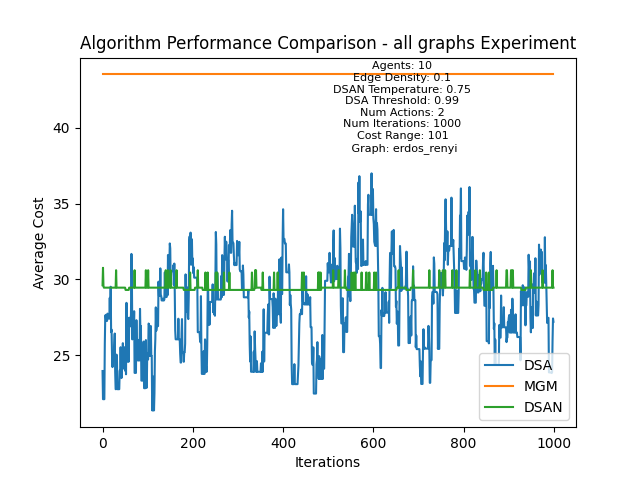 Algorithm Performance Comparison - all graphs Experiment
Agents: 10
Edge Density: 0.1
DSAN Temperature: 0.75
DSA Threshold: 0.99
Num Actions: 2
Num Iterations: 1000
Cost Range: 101
Graph: erdos_renyi
Average Cost
40
35
30
25
0
200
400
600
800
1000
Iterations
DSA
MGM
DSAN